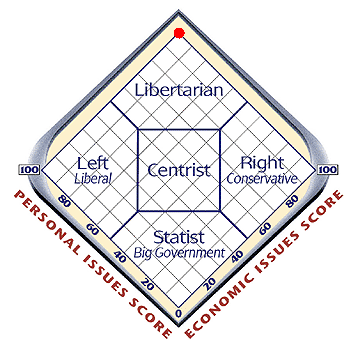 Libertarian
Left
Liberal
Centrist
Right
Conservative
100
100
Statist
Big Government
80
60
40
20
0
20
40
60
80
PERSONAL ISSUES SCORE
ECONOMIC ISSUES SCORE